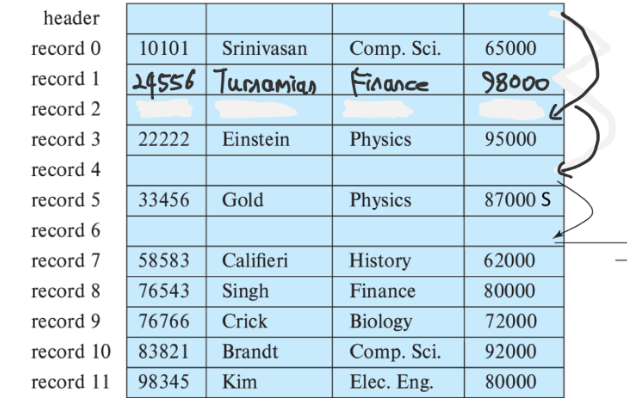 header
record 0 10101 Srinivasan Comp. Sci. 65000
record 1 24556 Turnamian Finance 98000
record 2
record 3 22222 Einstein Physics 95000
record 4
record 5 33456 Gold Physics 87000 S
record 6
record 7 58583 Califieri History 62000
record 8 76543 Singh Finance 80000
record 9 76766 Crick Biology 72000
record 10 83821 Brandt Comp. Sci. 92000
record 11 98345 Kim Elec. Eng. 80000